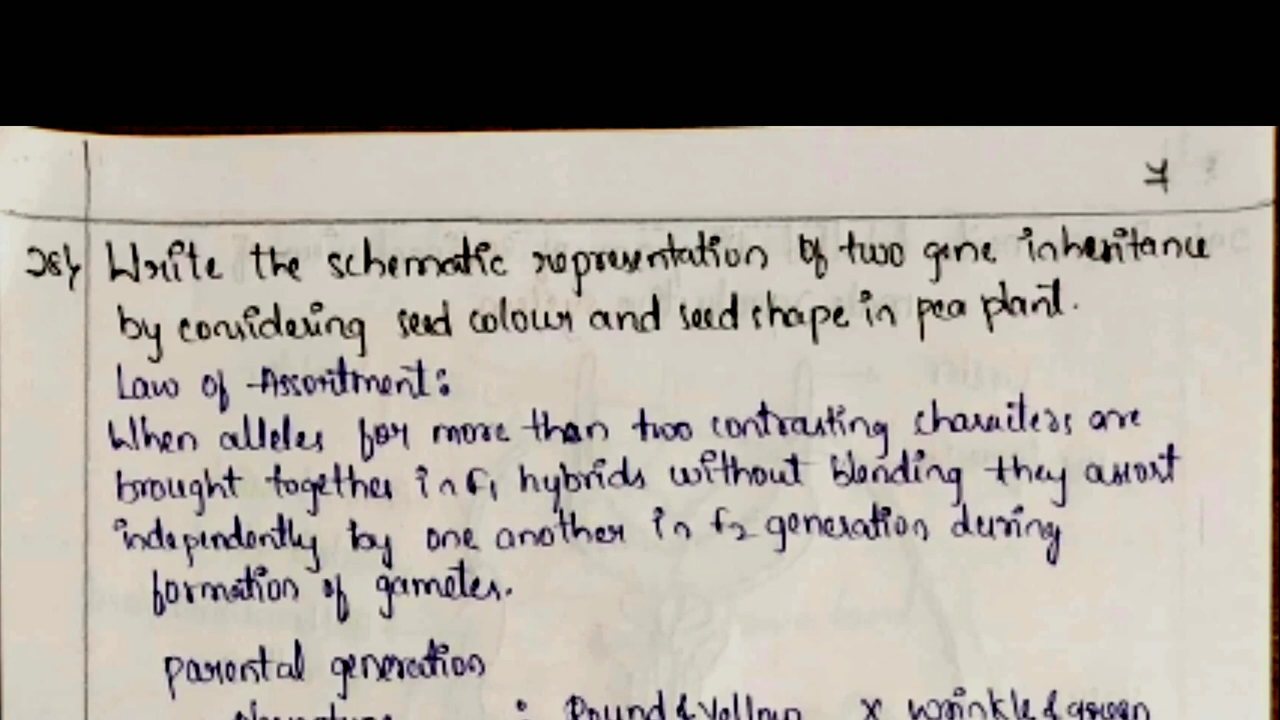 28) Write the schematic representation of two gene inheritance
by considering seed colour and seed shape in pea plant.
Law of Assortment:
When alleles for more than two contrasting characters are
brought together in F1 hybrids without blending they assort
independently by one another in F2 generation during
formation of gametes.
parental generation
: Round & Yellow X wrinkle & green